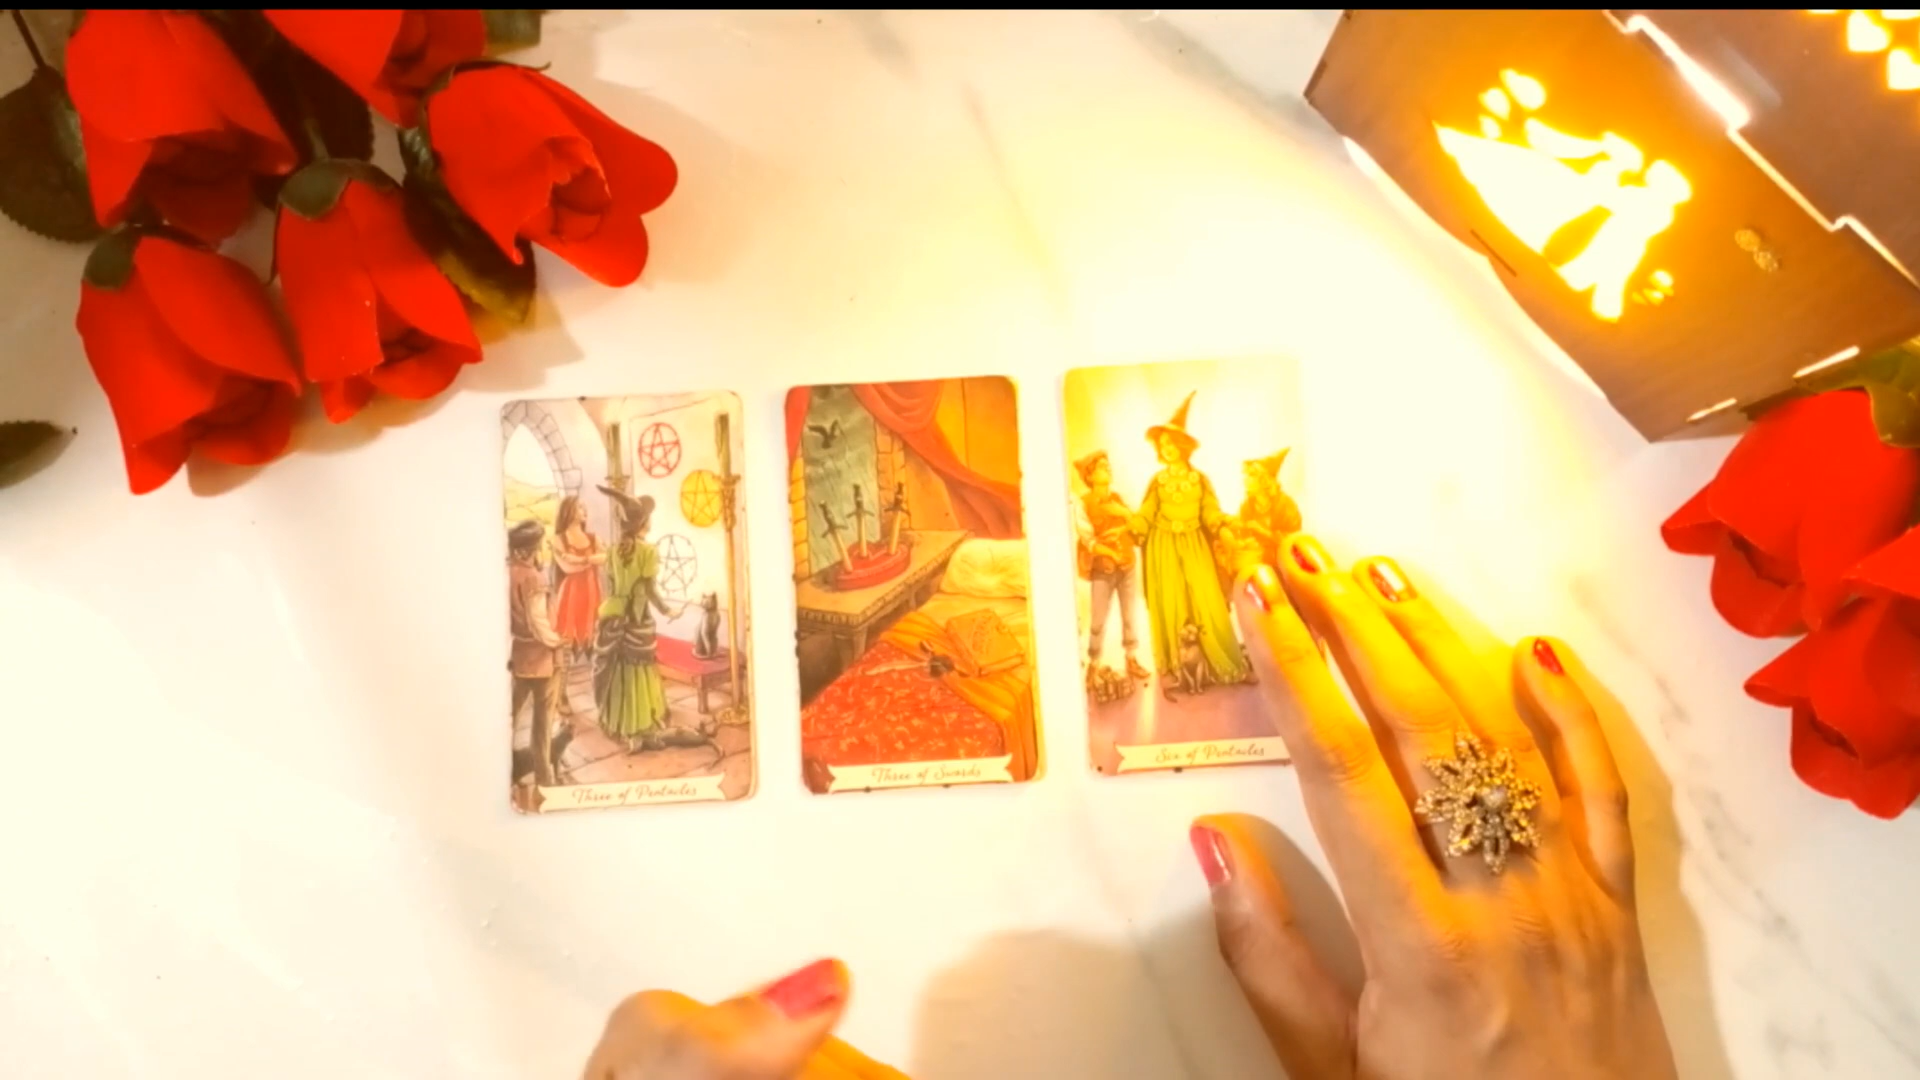 Three of Pentacles
Three of Swords
Six of Pentacles